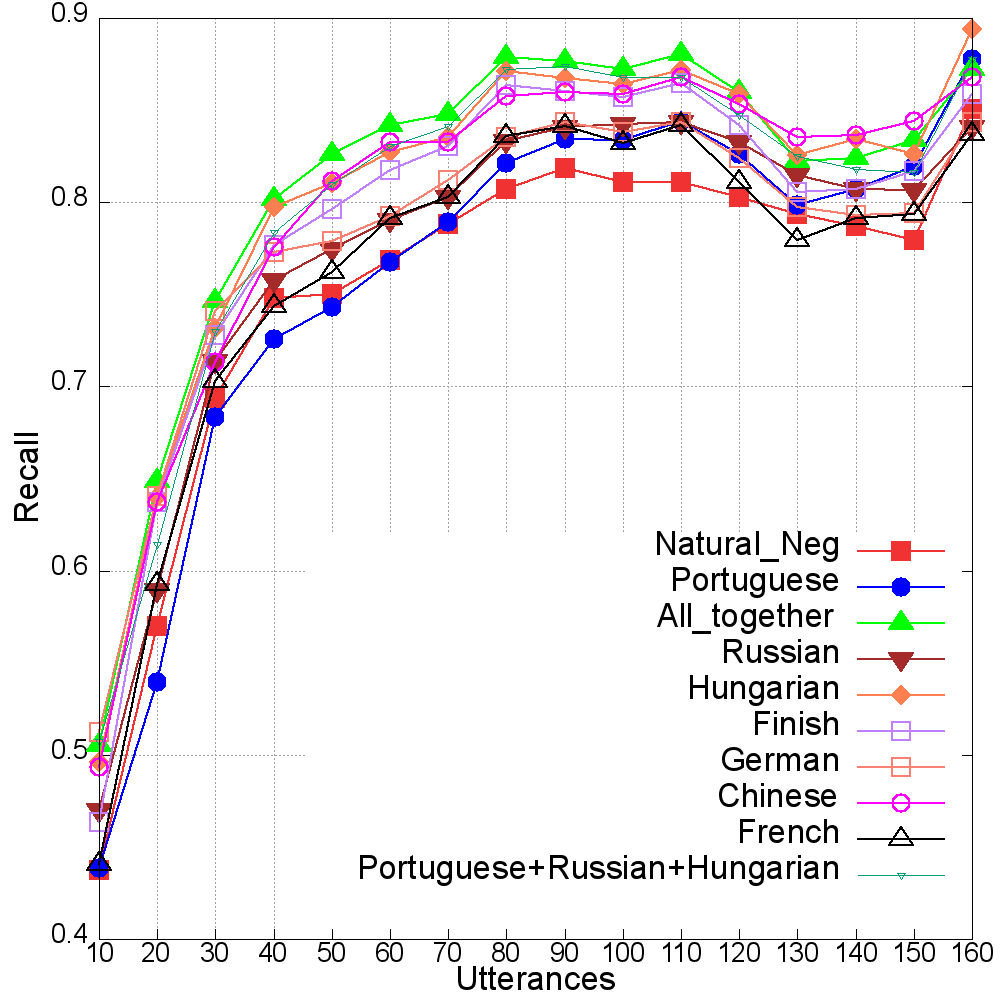 0.9
0.8
0.7
0.6
0.5
0.4
Recall
Natural_Neg
Portuguese
All_together
Russian
Hungarian
Finish
German
Chinese
French
Portuguese+Russian+Hungarian
10 20 30 40 50 60 70 80 90 100 110 120 130 140 150 160
Utterances